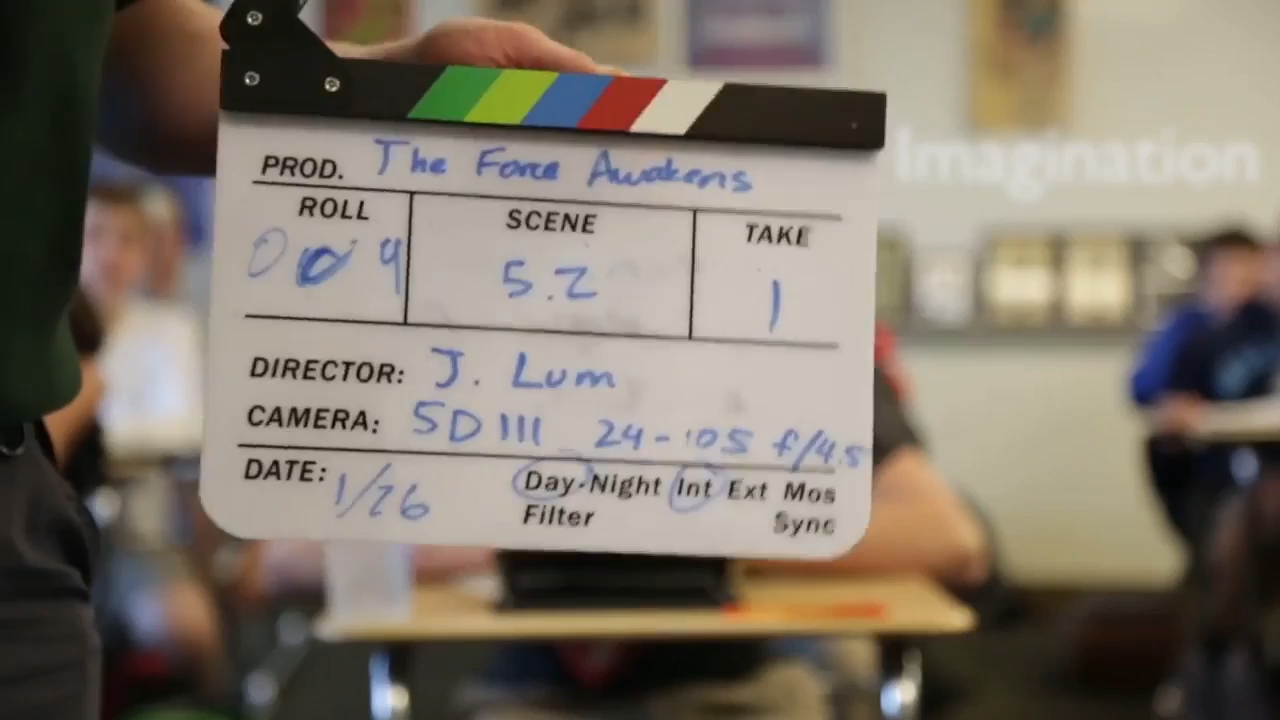 Imagination
PROD. The Force Awakens
ROLL SCENE TAKE
009 5.2 1
DIRECTOR: J. Lum
CAMERA: 5D III 24-105 f/4.5
DATE: 1/26 Day-Night Int Ext Mos
Filter Sync